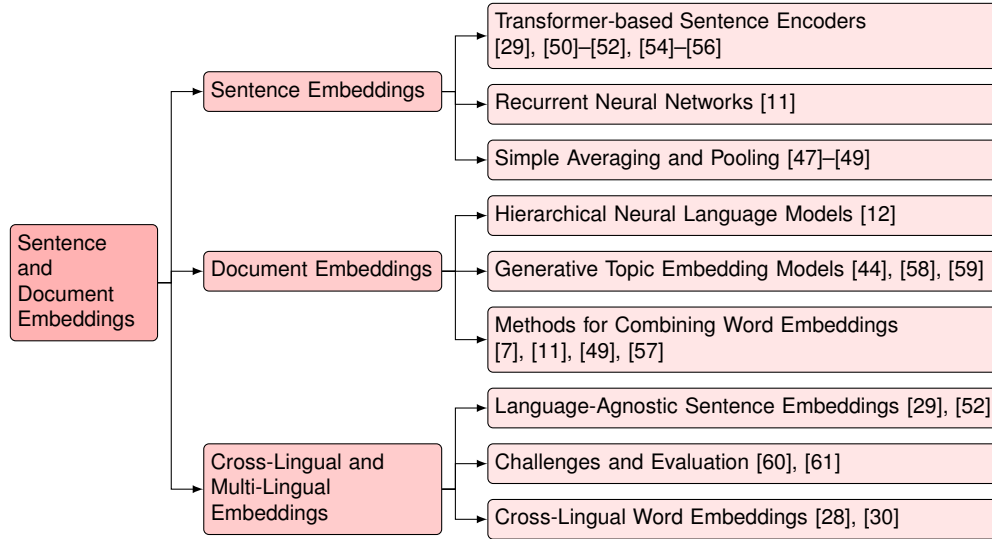 Sentence
and
Document
Embeddings
Sentence Embeddings
Transformer-based Sentence Encoders
[29], [50]–[52], [54]–[56]
Recurrent Neural Networks [11]
Simple Averaging and Pooling [47]–[49]
Document Embeddings
Hierarchical Neural Language Models [12]
Generative Topic Embedding Models [44], [58], [59]
Methods for Combining Word Embeddings
[7], [11], [49], [57]
Cross-Lingual and
Multi-Lingual
Embeddings
Language-Agnostic Sentence Embeddings [29], [52]
Challenges and Evaluation [60], [61]
Cross-Lingual Word Embeddings [28], [30]